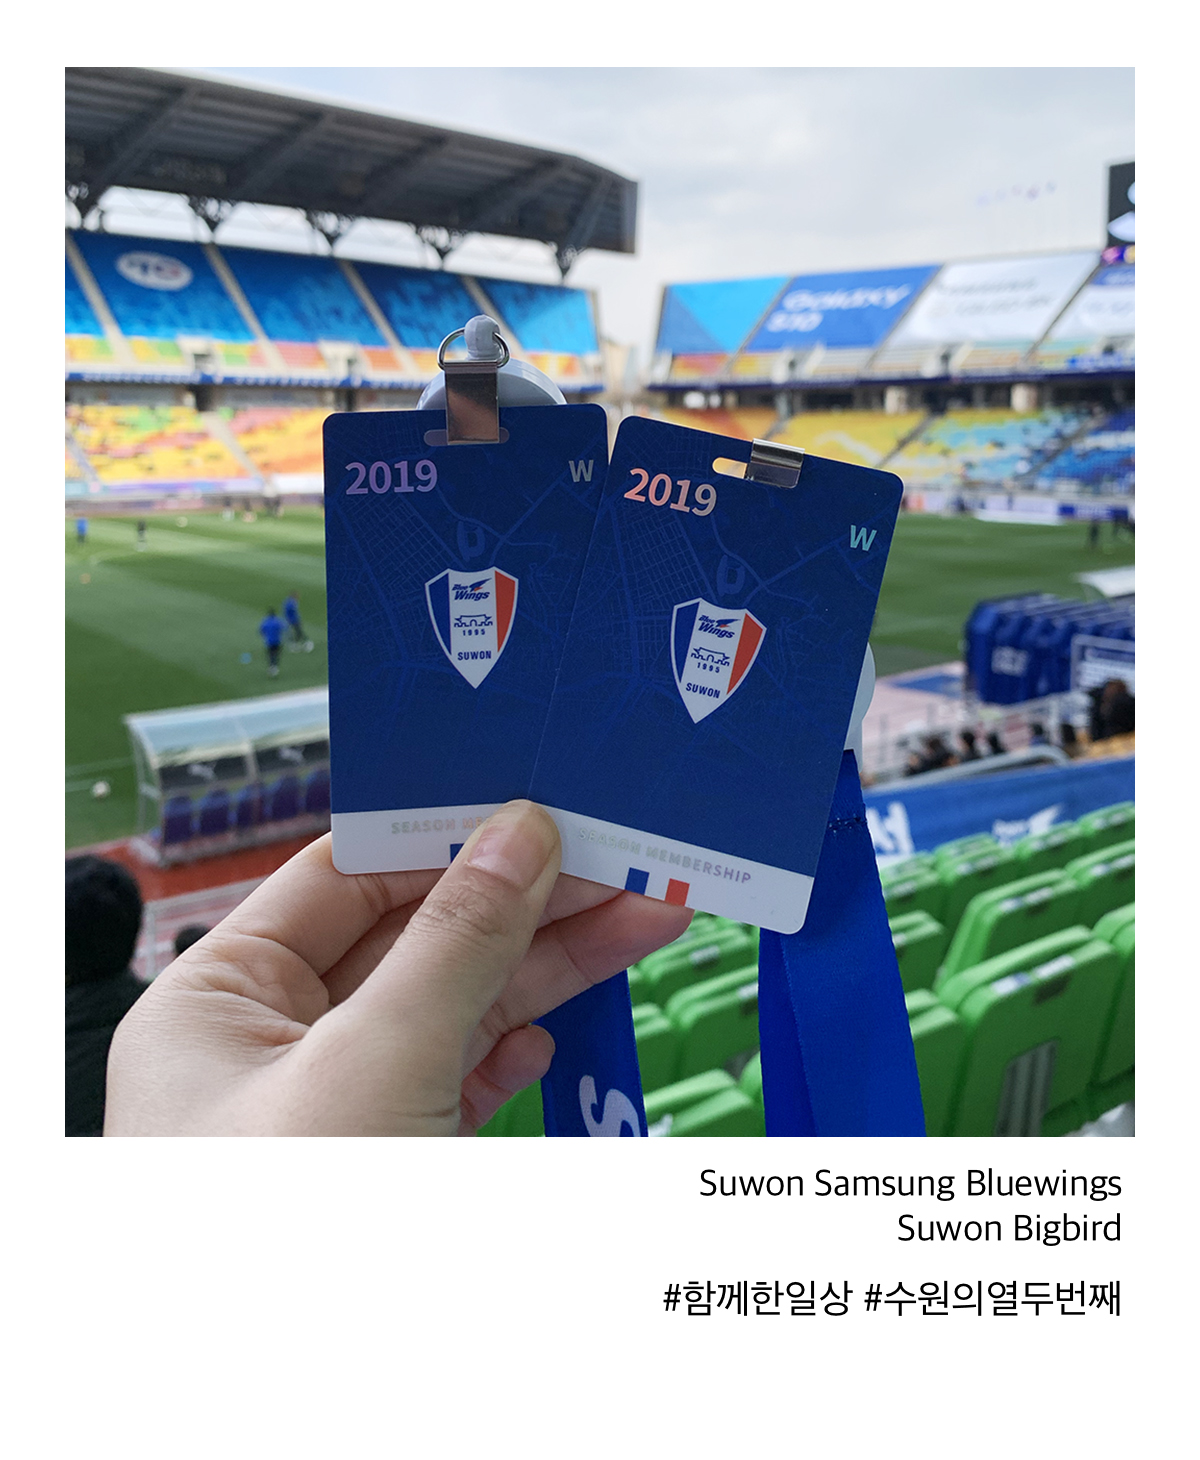 Galaxy
S10
2019
W
Blue
Wings
1995
SUWON
SEASON
2019
W
Blue
Wings
1995
SUWON
SEASON MEMBERSHIP
S
Suwon Samsung Bluewings
Suwon Bigbird
#함께한일상 #수원의열두번째